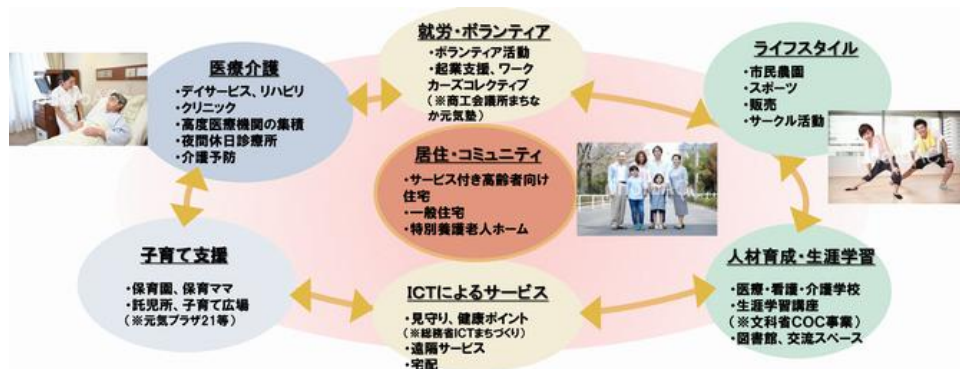 就労・ボランティア
・ボランティア活動
・起業支援、ワーク
カーズコレクティブ
(※商工会議所まちな
か元気塾)
医療介護
・デイサービス、リハビリ
・クリニック
・高度医療機関の集積
・夜間休日診療所
・介護予防
ライフスタイル
・市民農園
・スポーツ
・販売
・サークル活動
居住・コミュニティ
・サービス付き高齢者向け
住宅
・一般住宅
・特別養護老人ホーム
子育て支援
・保育園、保育ママ
・託児所、子育て広場
(※元気プラザ21等)
ICTによるサービス
・見守り、健康ポイント
(※総務省ICTまちづくり)
・遠隔サービス
・宅配
人材育成・生涯学習
・医療・看護・介護学校
・生涯学習講座
(※文科省COC事業)
・図書館、交流スペース